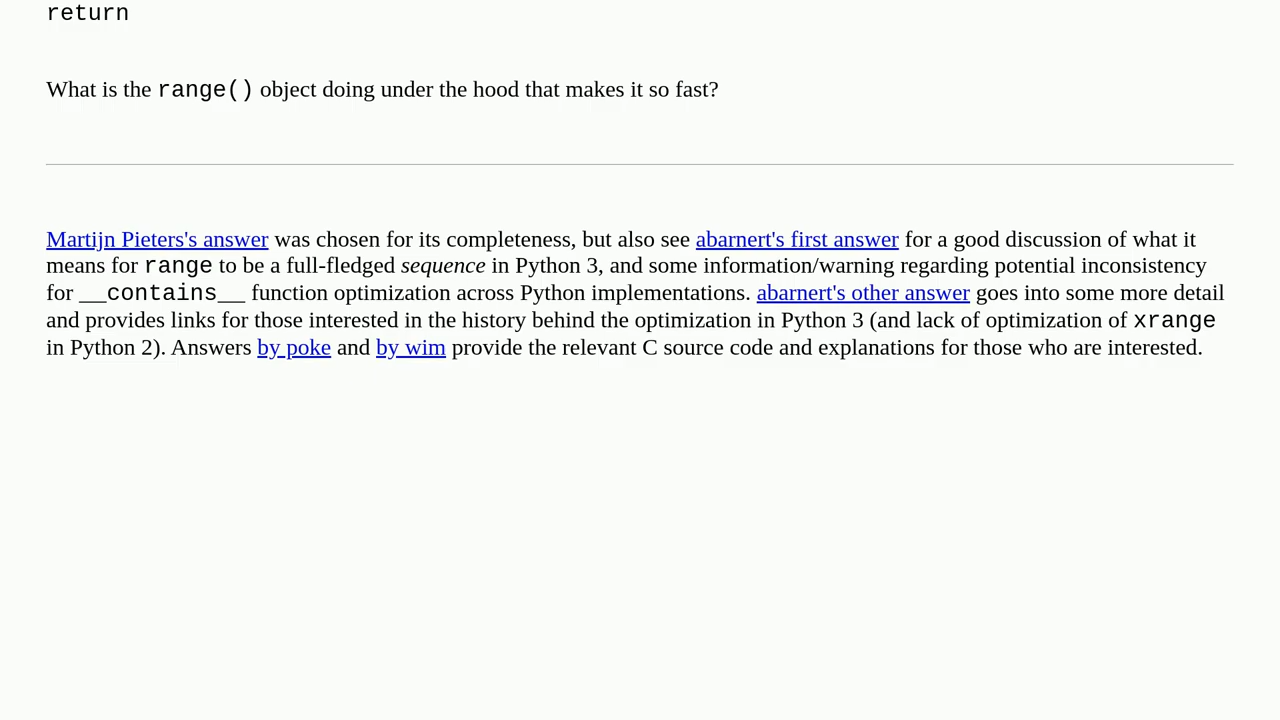 return
What is the range() object doing under the hood that makes it so fast?
Martijn Pieters's answer was chosen for its completeness, but also see abarnert's first answer for a good discussion of what it
means for range to be a full-fledged sequence in Python 3, and some information/warning regarding potential inconsistency
for __contains__ function optimization across Python implementations. abarnert's other answer goes into some more detail
and provides links for those interested in the history behind the optimization in Python 3 (and lack of optimization of xrange
in Python 2). Answers by poke and by wim provide the relevant C source code and explanations for those who are interested.